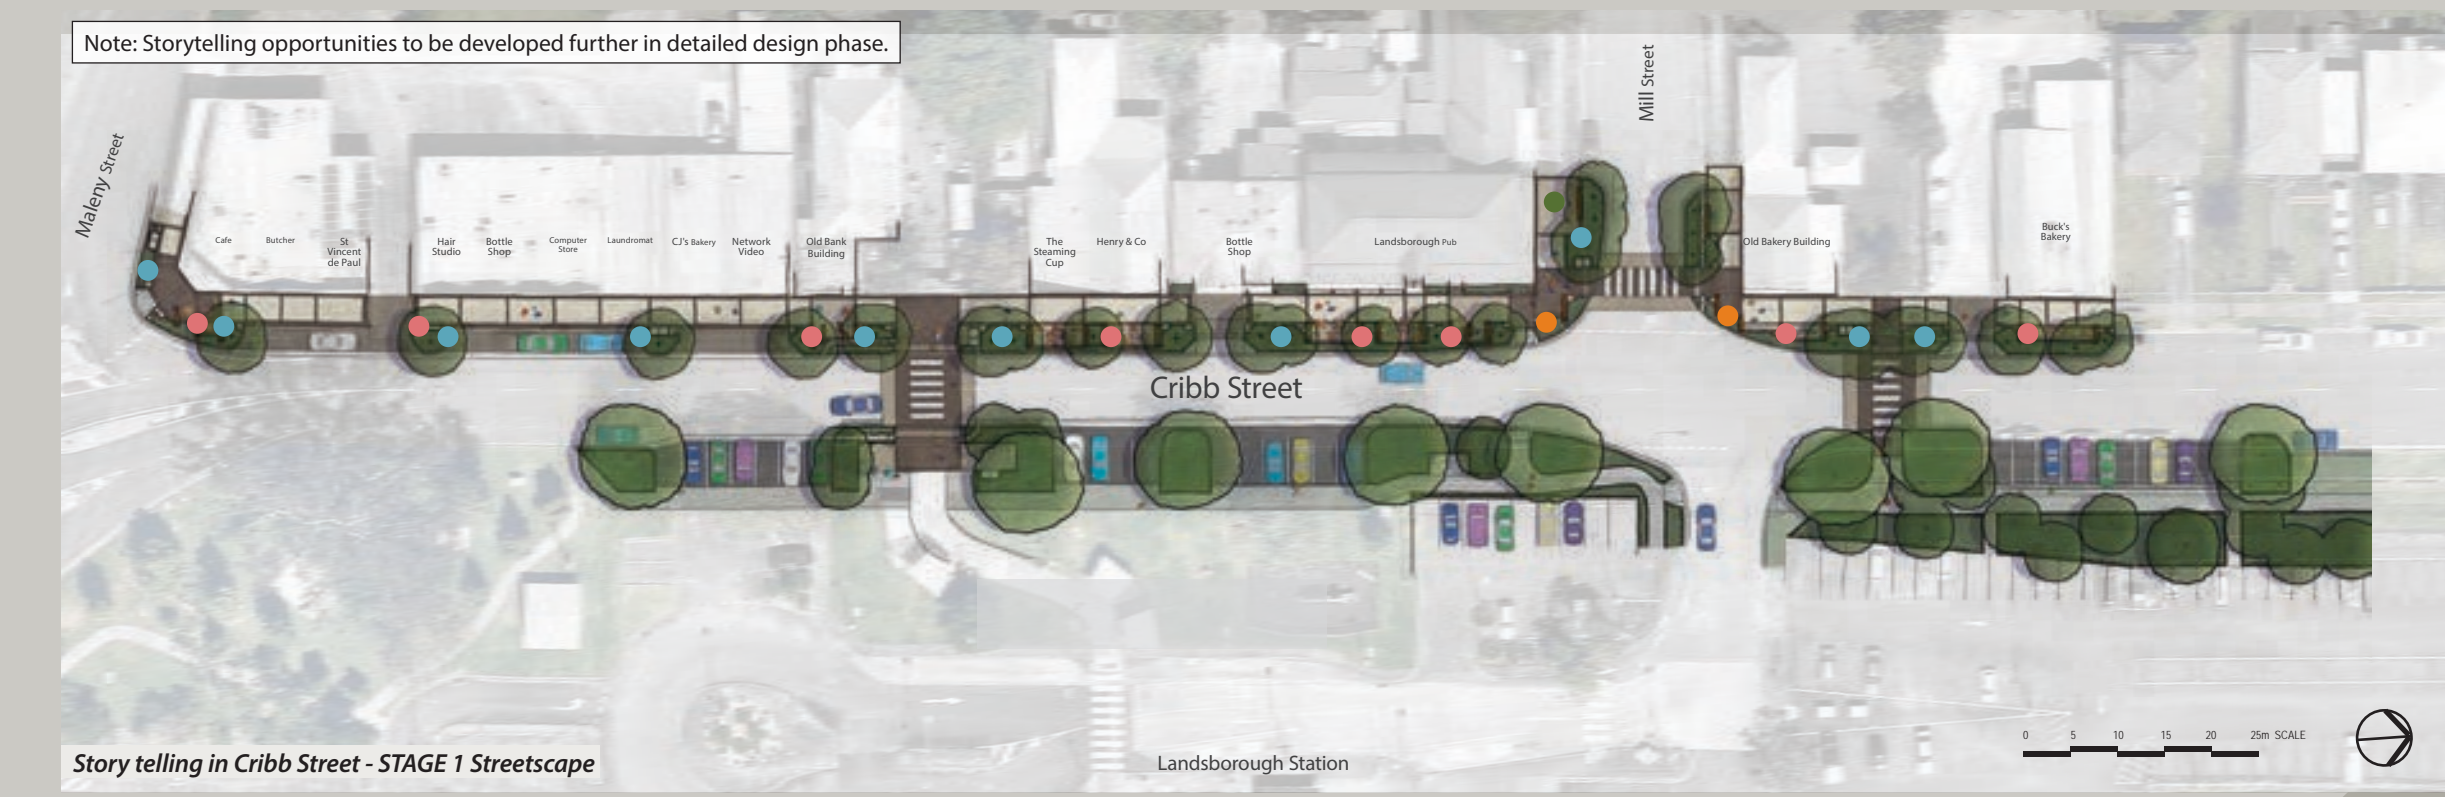 Note: Storytelling opportunities to be developed further in detailed design phase.
Mill Street
Maleny Street
Cafe
Butcher
St
Vincent
de Paul
Hair
Studio
Bottle
Shop
Computer
Store
Laundromat
CJ's Bakery
Network
Video
Old Bank
Building
The
Steaming
Cup
Henry & Co
Bottle
Shop
Landsborough Pub
Old Bakery Building
Buck's
Bakery
Cribb Street
0 5 10 15 20 25m SCALE
Story telling in Cribb Street - STAGE 1 Streetscape
Landsborough Station